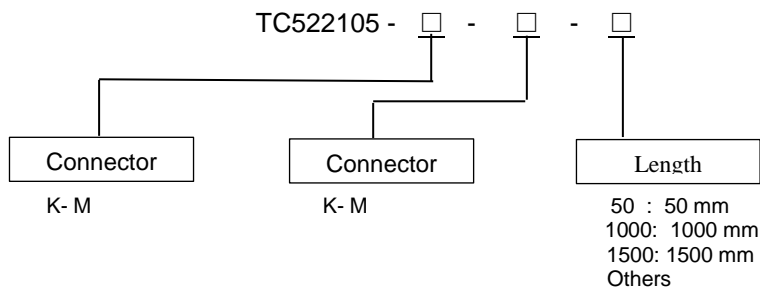 TC522105 - □ - □ - □
Connector Connector Length
K- M K- M 50 : 50 mm
1000: 1000 mm
1500: 1500 mm
Others